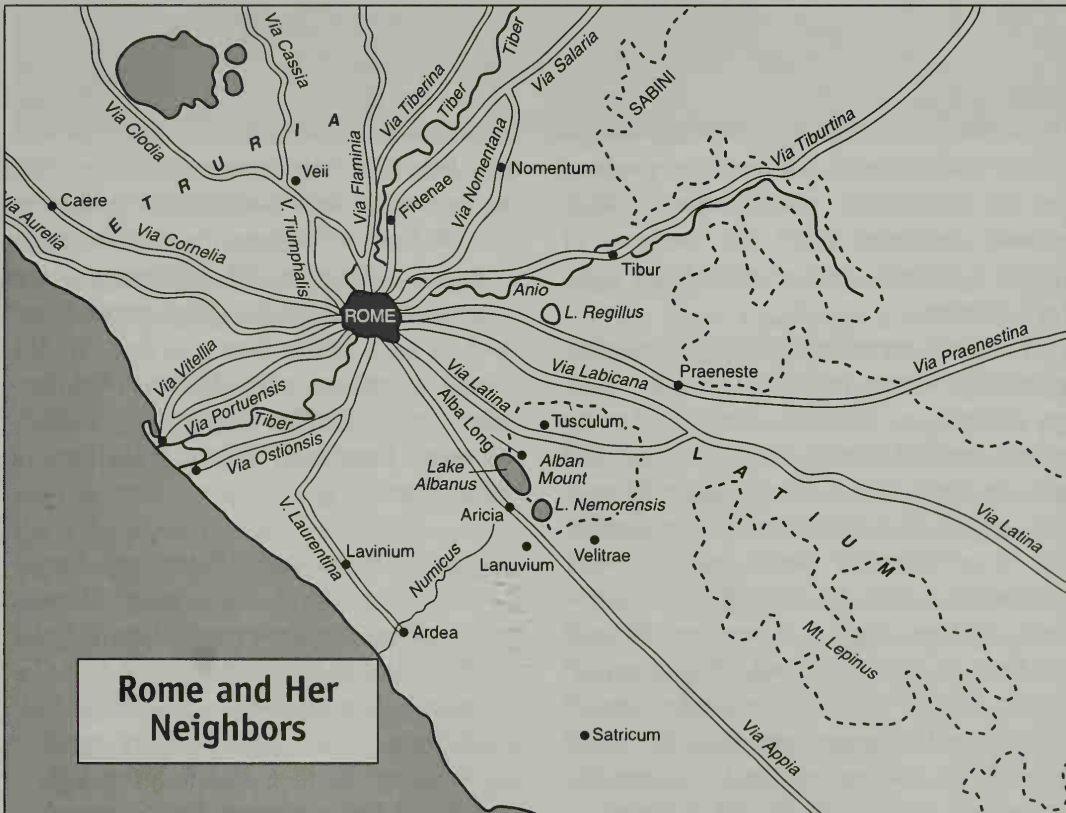 Via Cassia
Tiber
Via Salaria
Via Tiberina
Tiber
SABINI
Via Clodia
ETRURIA
Via Flaminia
Via Nomentana
Via Tiburtina
Veii
Nomentum
Fidenae
Caere
V. Tiumphalis
Via Aurelia
Via Cornelia
Tibur
Anio
ROME
L. Regillus
Via Vitellia
Via Praenestina
Via Labicana
Praeneste
Via Latina
Via Portuensis
Alba Long
Tiber
Tusculum
Via Ostionsis
Lake
Albanus
Alban
Mount
LATIUM
L. Nemorensis
Aricia
Via Latina
V. Laurentina
Lavinium
Numicus
Lanuvium
Velitrae
Ardea
Mt. Lepinus
Rome and Her
Neighbors
Satricum
Via Appia